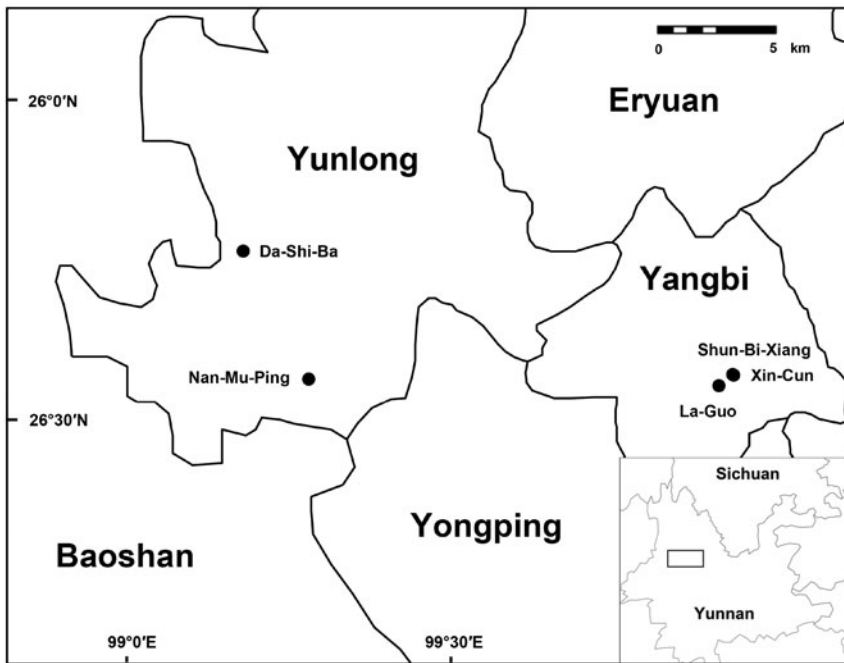 0 5 km
Eryuan
26°0′N
Yunlong
Da-Shi-Ba
Yangbi
Shun-Bi-Xiang
Nan-Mu-Ping
Xin-Cun
La-Guo
26°30′N
Sichuan
Yongping
Baoshan
Yunnan
99°0′E
99°30′E